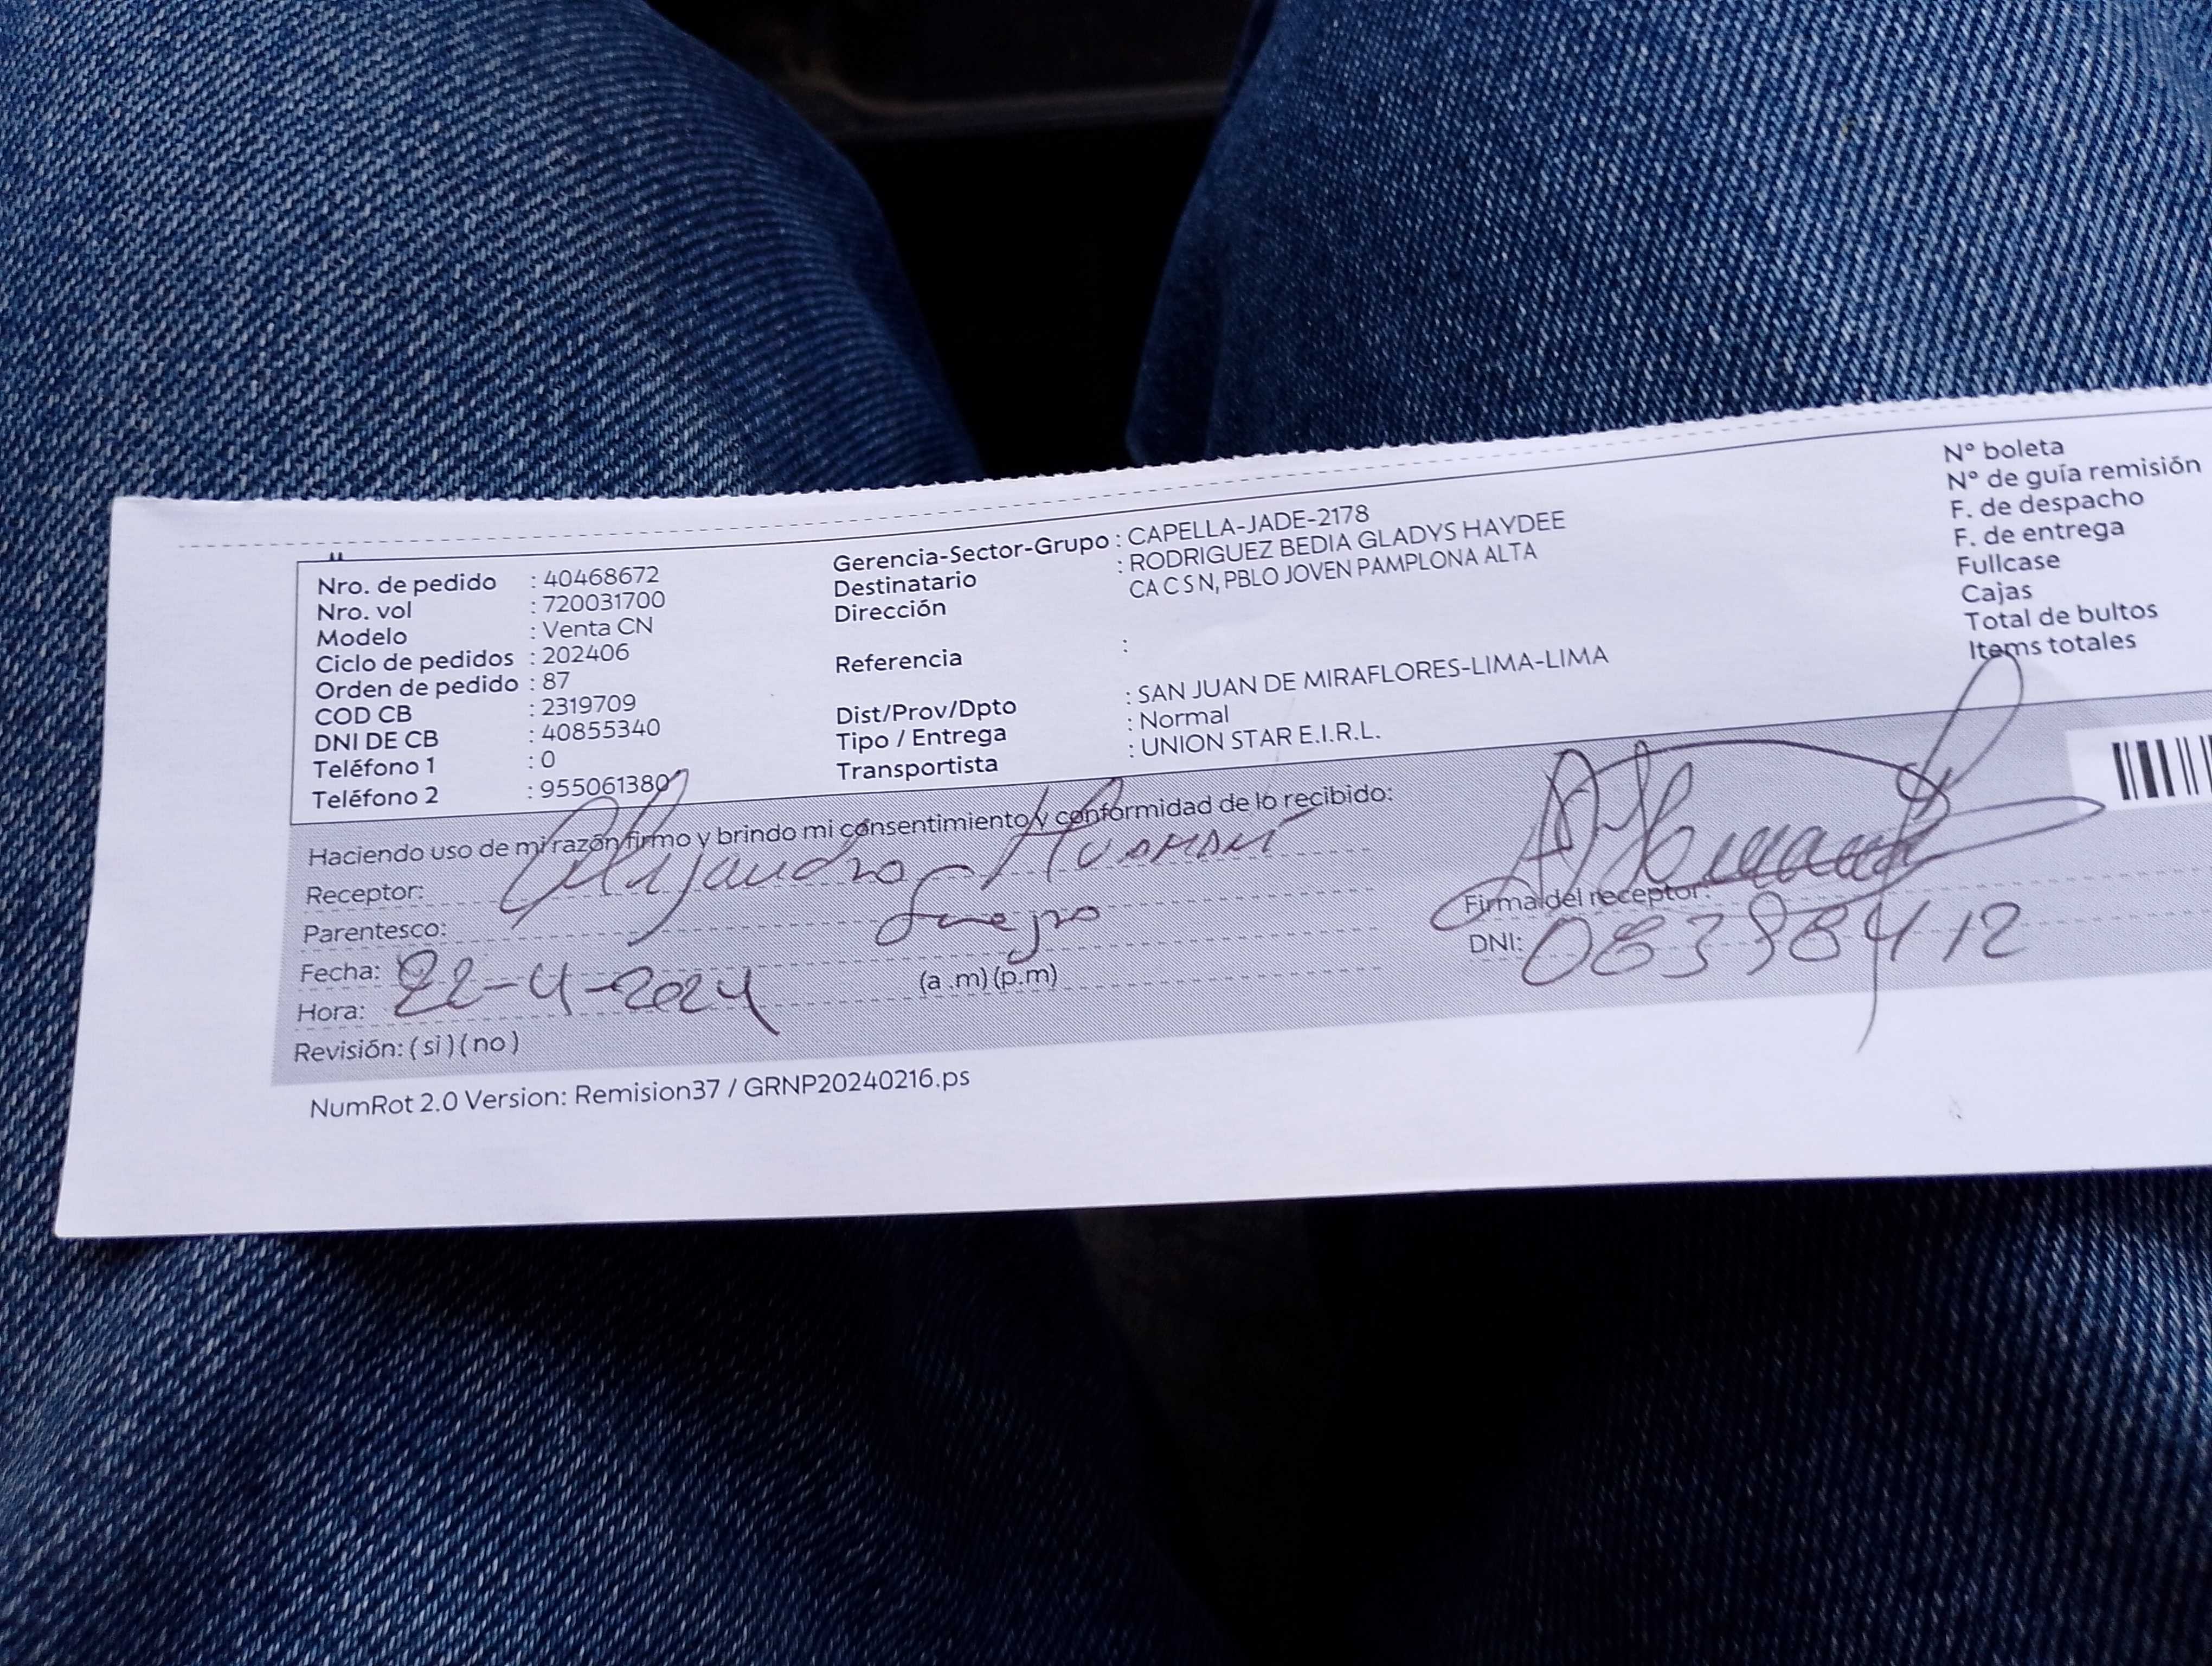 Nro. de pedido : 40468672
Nro. vol : 720031700
Modelo : Venta CN
Ciclo de pedidos : 202406
Orden de pedido : 87
COD CB : 2319709
DNI DE CB : 40855340
Teléfono 1 : 0
Teléfono 2 : 955061380
Gerencia-Sector-Grupo : CAPELLA-JADE-2178
Destinatario : RODRIGUEZ BEDIA GLADYS HAYDEE
Dirección CA C S N, PBLO JOVEN PAMPLONA ALTA
Referencia :
Dist/Prov/Dpto : SAN JUAN DE MIRAFLORES-LIMA-LIMA
Tipo / Entrega : Normal
Transportista : UNION STAR E.I.R.L.
N° boleta
N° de guía remisión
F. de despacho
F. de entrega
Fullcase
Cajas
Total de bultos
Items totales
Haciendo uso de mi razón firmo y brindo mi consentimiento y conformidad de lo recibido:
Receptor: Alejandro Huamani
Parentesco: Suegro
Fecha: 22-4-2024
Hora: (a .m) (p.m)
Revisión: ( si ) ( no )
Firma del receptor:
DNI:
NumRot 2.0 Version: Remision37 / GRNP20240216.ps